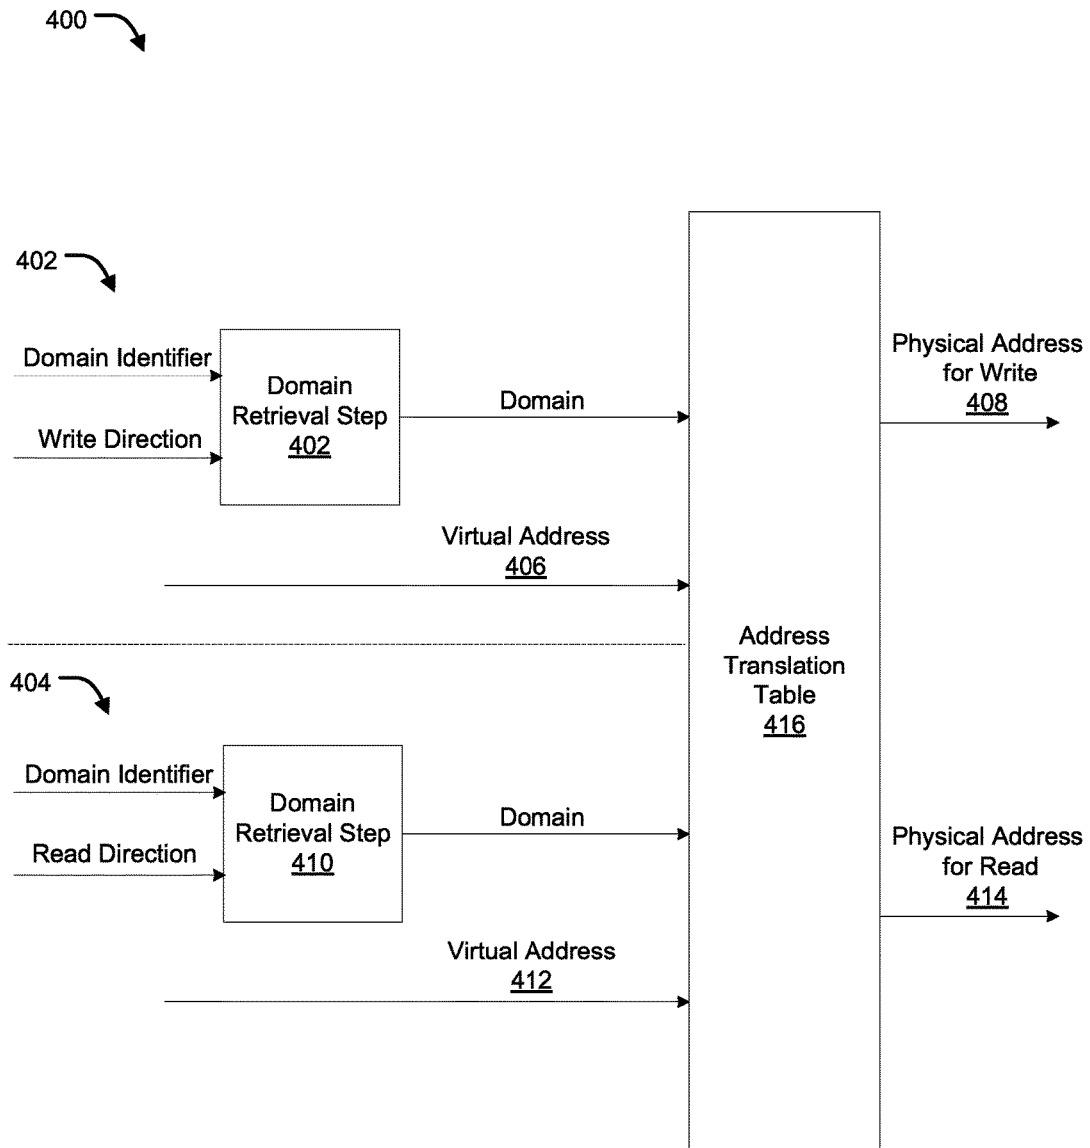 400
402
Domain Identifier
Write Direction
Domain
Retrieval Step
402
Domain
Virtual Address
406
Physical Address
for Write
408
Address
Translation
Table
416
404
Domain Identifier
Read Direction
Domain
Retrieval Step
410
Domain
Virtual Address
412
Physical Address
for Read
414